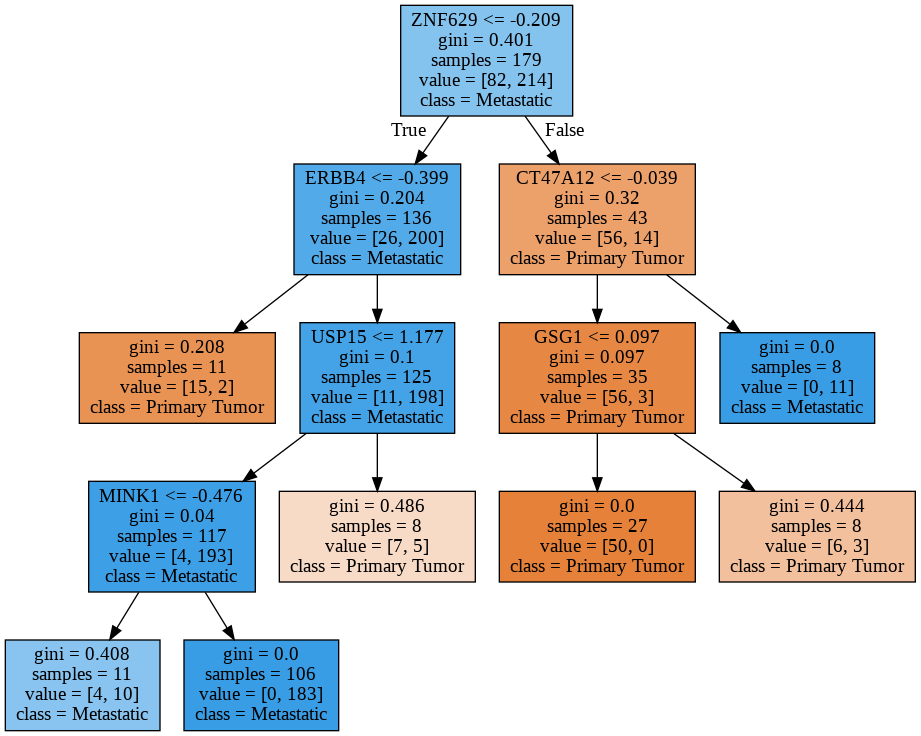 ZNF629 <= -0.209
gini = 0.401
samples = 179
value = [82, 214]
class = Metastatic
True
False
ERBB4 <= -0.399
gini = 0.204
samples = 136
value = [26, 200]
class = Metastatic
CT47A12 <= -0.039
gini = 0.32
samples = 43
value = [56, 14]
class = Primary Tumor
gini = 0.208
samples = 11
value = [15, 2]
class = Primary Tumor
USP15 <= 1.177
gini = 0.1
samples = 125
value = [11, 198]
class = Metastatic
GSG1 <= 0.097
gini = 0.097
samples = 35
value = [56, 3]
class = Primary Tumor
gini = 0.0
samples = 8
value = [0, 11]
class = Metastatic
MINK1 <= -0.476
gini = 0.04
samples = 117
value = [4, 193]
class = Metastatic
gini = 0.486
samples = 8
value = [7, 5]
class = Primary Tumor
gini = 0.0
samples = 27
value = [50, 0]
class = Primary Tumor
gini = 0.444
samples = 8
value = [6, 3]
class = Primary Tumor
gini = 0.408
samples = 11
value = [4, 10]
class = Metastatic
gini = 0.0
samples = 106
value = [0, 183]
class = Metastatic